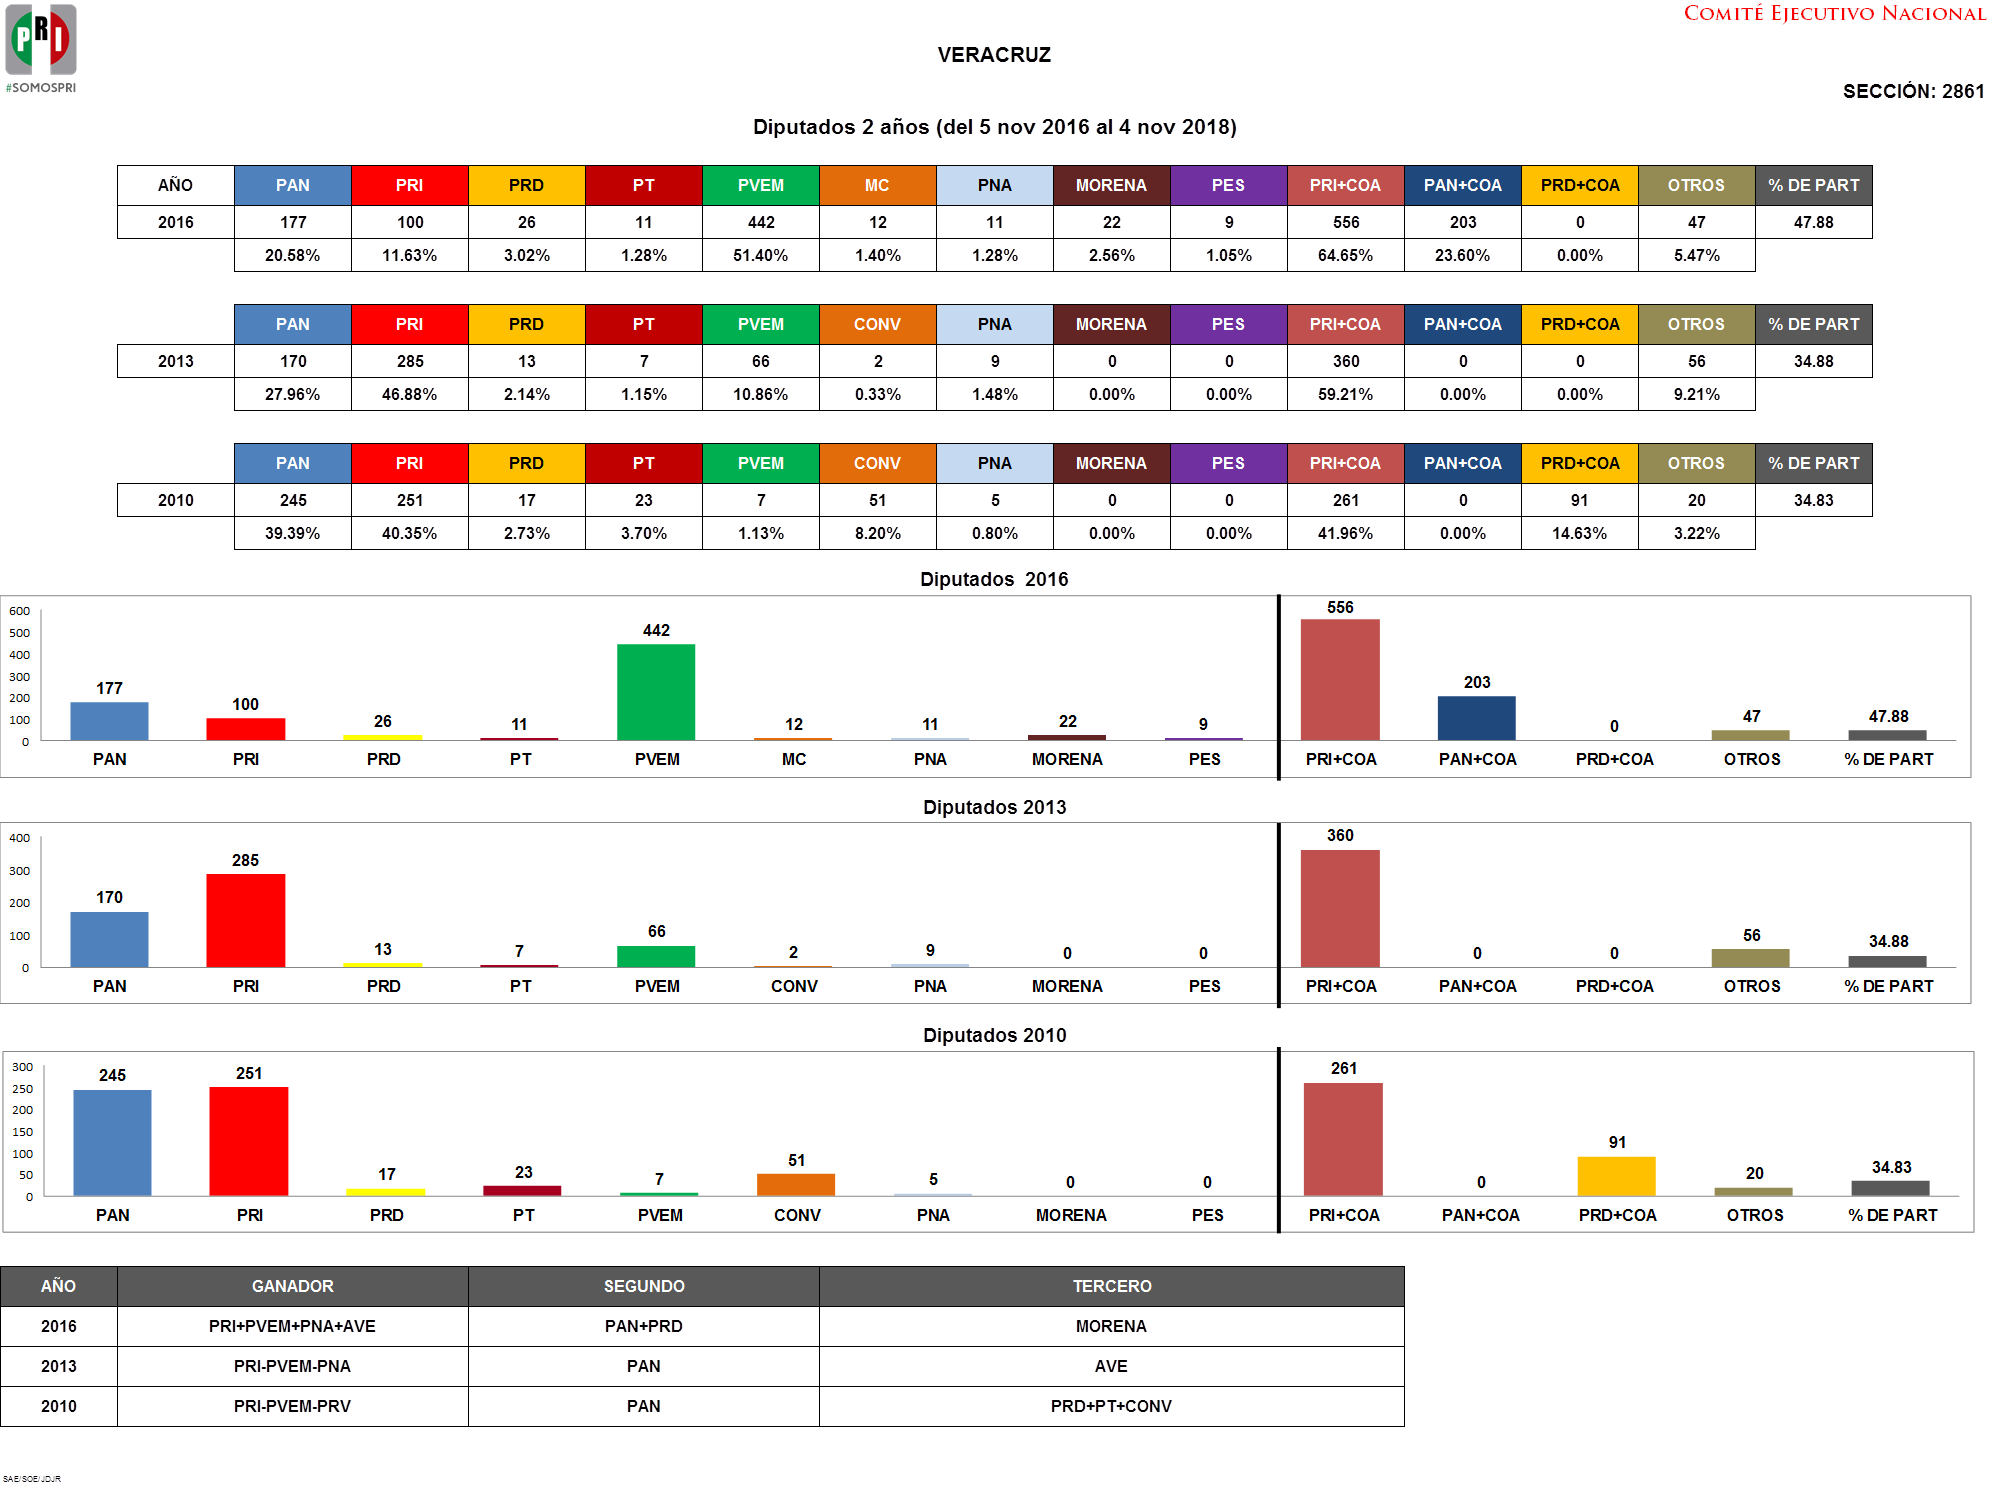 PRI
#SOMOSPRI
COMITÉ EJECUTIVO NACIONAL
VERACRUZ
SECCIÓN: 2861
Diputados 2 años (del 5 nov 2016 al 4 nov 2018)
AÑO PAN PRI PRD PT PVEM MC PNA MORENA PES PRI+COA PAN+COA PRD+COA OTROS % DE PART
2016 177 100 26 11 442 12 11 22 9 556 203 0 47 47.88
20.58% 11.63% 3.02% 1.28% 51.40% 1.40% 1.28% 2.56% 1.05% 64.65% 23.60% 0.00% 5.47%
PAN PRI PRD PT PVEM CONV PNA MORENA PES PRI+COA PAN+COA PRD+COA OTROS % DE PART
2013 170 285 13 7 66 2 9 0 0 360 0 0 56 34.88
27.96% 46.88% 2.14% 1.15% 10.86% 0.33% 1.48% 0.00% 0.00% 59.21% 0.00% 0.00% 9.21%
PAN PRI PRD PT PVEM CONV PNA MORENA PES PRI+COA PAN+COA PRD+COA OTROS % DE PART
2010 245 251 17 23 7 51 5 0 0 261 0 91 20 34.83
39.39% 40.35% 2.73% 3.70% 1.13% 8.20% 0.80% 0.00% 0.00% 41.96% 0.00% 14.63% 3.22%
Diputados 2016
600
500
400
300
200
100
0
177 100 26 11 442 12 11 22 9 556 203 0 47 47.88
PAN PRI PRD PT PVEM MC PNA MORENA PES PRI+COA PAN+COA PRD+COA OTROS % DE PART
Diputados 2013
400
300
200
100
0
170 285 13 7 66 2 9 0 0 360 0 0 56 34.88
PAN PRI PRD PT PVEM CONV PNA MORENA PES PRI+COA PAN+COA PRD+COA OTROS % DE PART
Diputados 2010
300
250
200
150
100
50
0
245 251 17 23 7 51 5 0 0 261 0 91 20 34.83
PAN PRI PRD PT PVEM CONV PNA MORENA PES PRI+COA PAN+COA PRD+COA OTROS % DE PART
AÑO GANADOR SEGUNDO TERCERO
2016 PRI+PVEM+PNA+AVE PAN+PRD MORENA
2013 PRI-PVEM-PNA PAN AVE
2010 PRI-PVEM-PRV PAN PRD+PT+CONV
SAE/SOE/JDJR